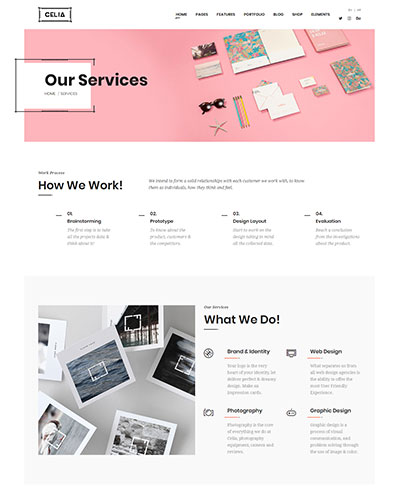 CELIA
HOME PAGES FEATURES PORTFOLIO BLOG SHOP ELEMENTS
Our Services
HOME / SERVICES
Work Process
How We Work!
We intend to form a solid relationships with each customer we work with, to know
them as individuals, how they think and feel.
01.
Brainstorming
The first step is to take
all the projects data &
think about it!
02.
Prototype
To know about the
product, customers &
the competitors.
03.
Design Layout
Start to work on the
design taking in mind
all the collected data.
04.
Evaluation
Reach a conclusion
from the investigations
about the product.
Our Services
What We Do!
Brand & Identity
Your logo is the very
heart of your identity, let
deliver perfect & dreamy
design. Make an
impression cards.
Web Design
What separates us from
all web design agencies is
the ability to offer the
most User Friendly
Experience.
Photography
Photography is the core
of everything we do at
Celia; photography
equipment, courses and
reviews.
Graphic Design
Graphic design is a
process of visual
communication, and
problem-solving through
the use of image & color.